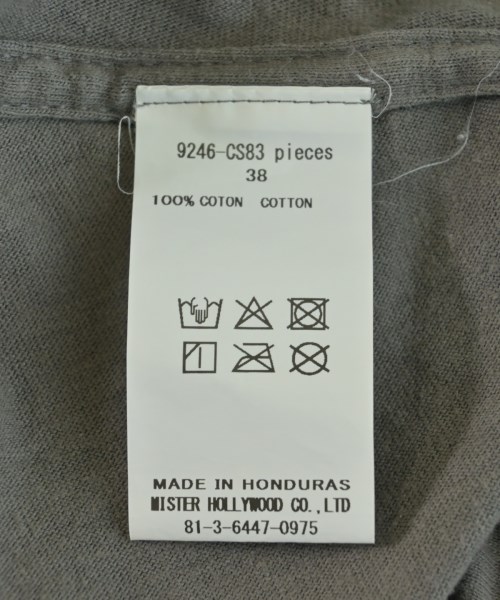 9246-CS83 pieces
38
100% COTON COTTON
MADE IN HONDURAS
MISTER HOLLYWOOD CO.,LTD
81-3-6447-0975